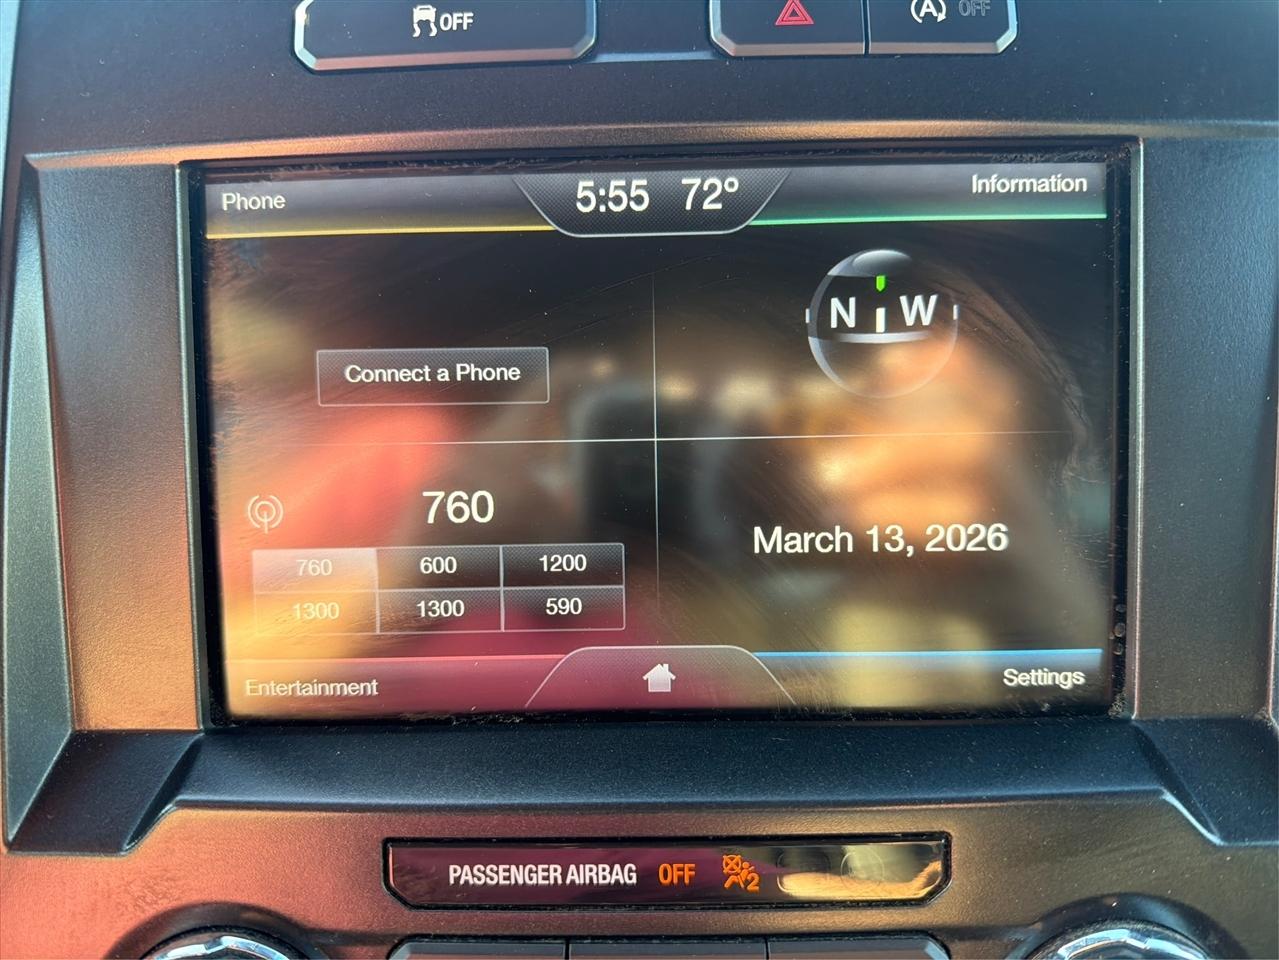 OFF
A OFF
Phone
5:55 72°
Information
N W
Connect a Phone
760
760 600 1200
1300 1300 590
March 13, 2026
Entertainment
Settings
PASSENGER AIRBAG OFF 2